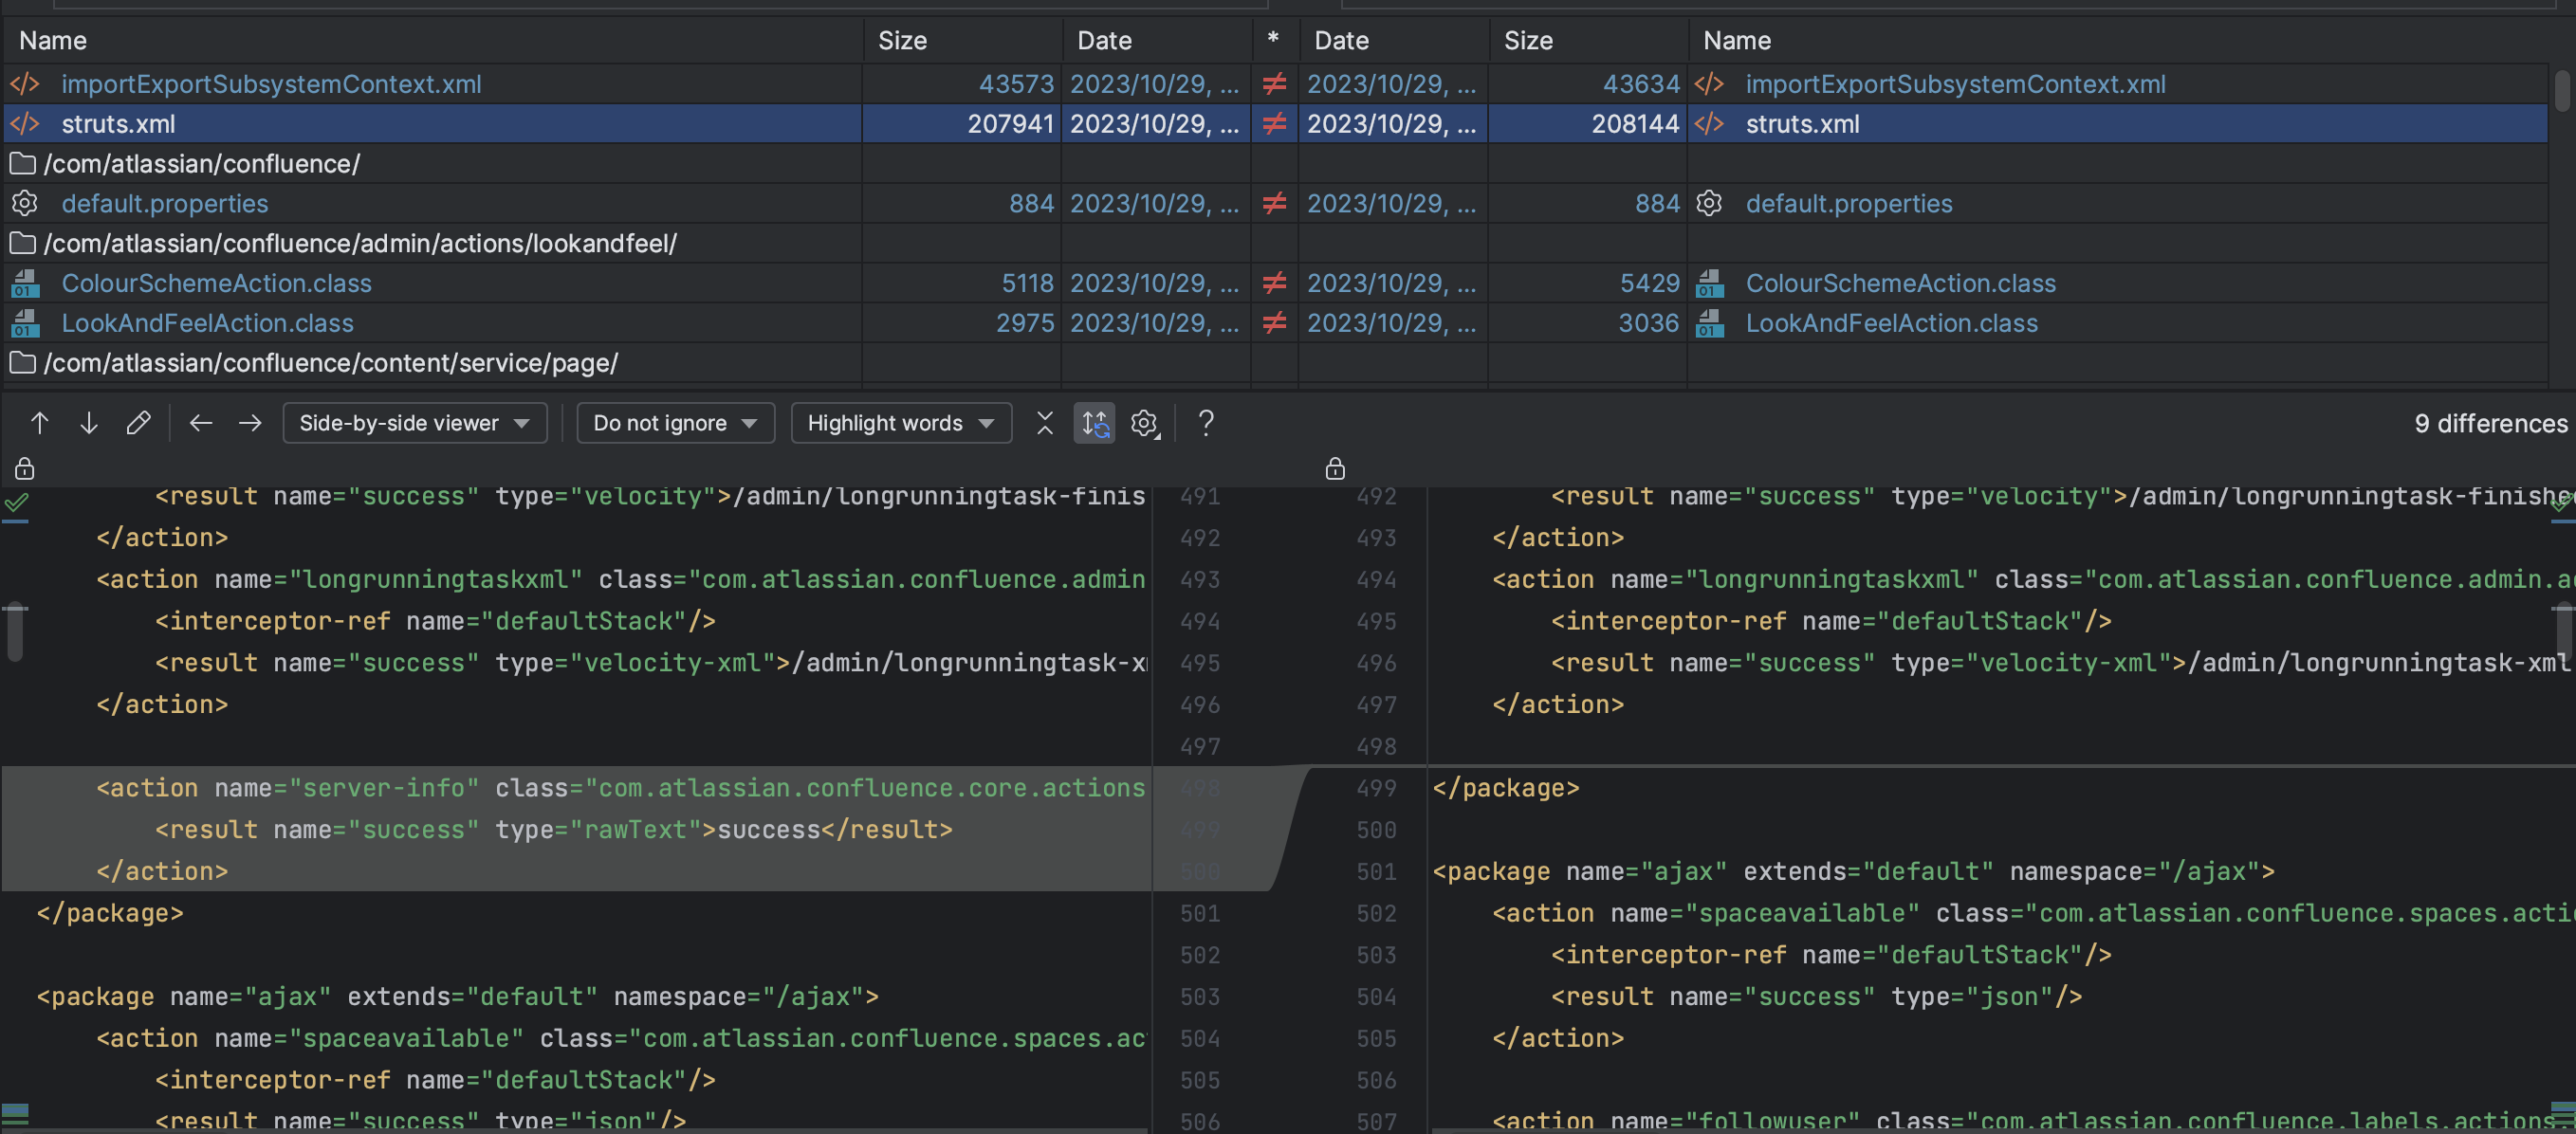 Name Size Date * Date Size Name
importExportSubsystemContext.xml 43573 2023/10/29, ... ≠ 2023/10/29, ... 43634 importExportSubsystemContext.xml
struts.xml 207941 2023/10/29, ... ≠ 2023/10/29, ... 208144 struts.xml
/com/atlassian/confluence/
default.properties 884 2023/10/29, ... ≠ 2023/10/29, ... 884 default.properties
/com/atlassian/confluence/admin/actions/lookandfeel/
ColourSchemeAction.class 5118 2023/10/29, ... ≠ 2023/10/29, ... 5429 ColourSchemeAction.class
LookAndFeelAction.class 2975 2023/10/29, ... ≠ 2023/10/29, ... 3036 LookAndFeelAction.class
/com/atlassian/confluence/content/service/page/
Side-by-side viewer Do not ignore Highlight words ? 9 differences
<result name="success" type="velocity">/admin/longrunningtask-finis 491 492 <result name="success" type="velocity">/admin/longrunningtask-finishe
</action> 492 493 </action>
<action name="longrunningtaskxml" class="com.atlassian.confluence.admin 493 494 <action name="longrunningtaskxml" class="com.atlassian.confluence.admin.a
<interceptor-ref name="defaultStack"/> 494 495 <interceptor-ref name="defaultStack"/>
<result name="success" type="velocity-xml">/admin/longrunningtask-x 495 496 <result name="success" type="velocity-xml">/admin/longrunningtask-xml
</action> 496 497 </action>
497 498
<action name="server-info" class="com.atlassian.confluence.core.actions 498 499 </package>
<result name="success" type="rawText">success</result> 499 500
</action> 500 501 <package name="ajax" extends="default" namespace="/ajax">
</package> 501 502 <action name="spaceavailable" class="com.atlassian.confluence.spaces.acti
502 503 <interceptor-ref name="defaultStack"/>
<package name="ajax" extends="default" namespace="/ajax"> 503 504 <result name="success" type="json"/>
<action name="spaceavailable" class="com.atlassian.confluence.spaces.ac 504 505 </action>
<interceptor-ref name="defaultStack"/> 505 506
<result name="success" type="json"/> 506 507 <action name="followuser" class="com.atlassian.confluence.labels.actions.